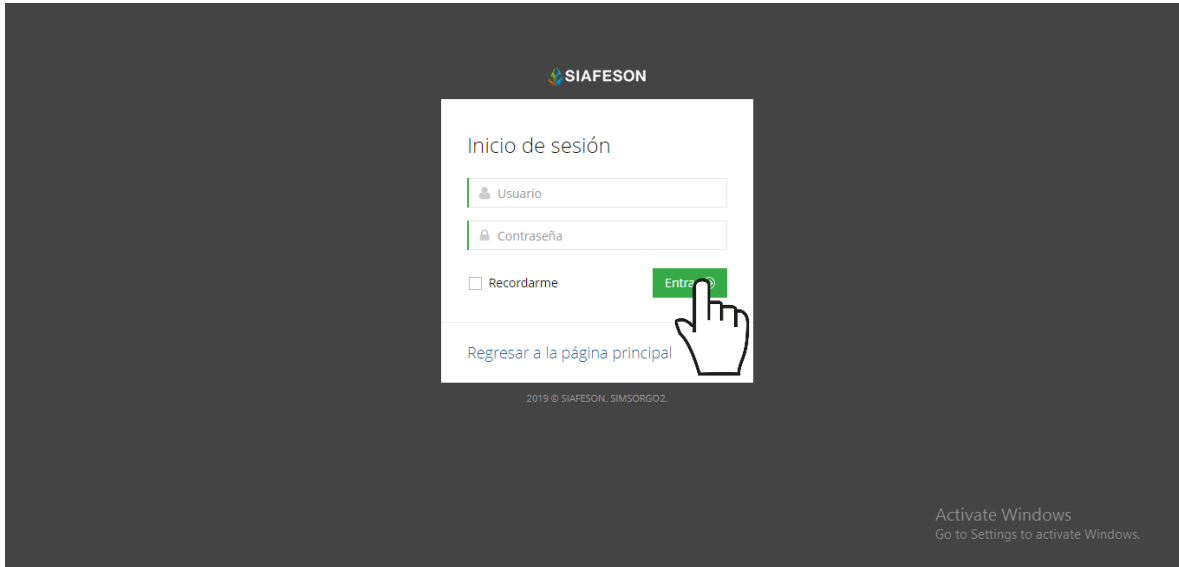 SIAFESON
Inicio de sesión
Usuario
Contraseña
Recordarme
Regresar a la página principal
2019 © SIAFESON. SIMSORGO2.
Activate Windows
Go to Settings to activate Windows.